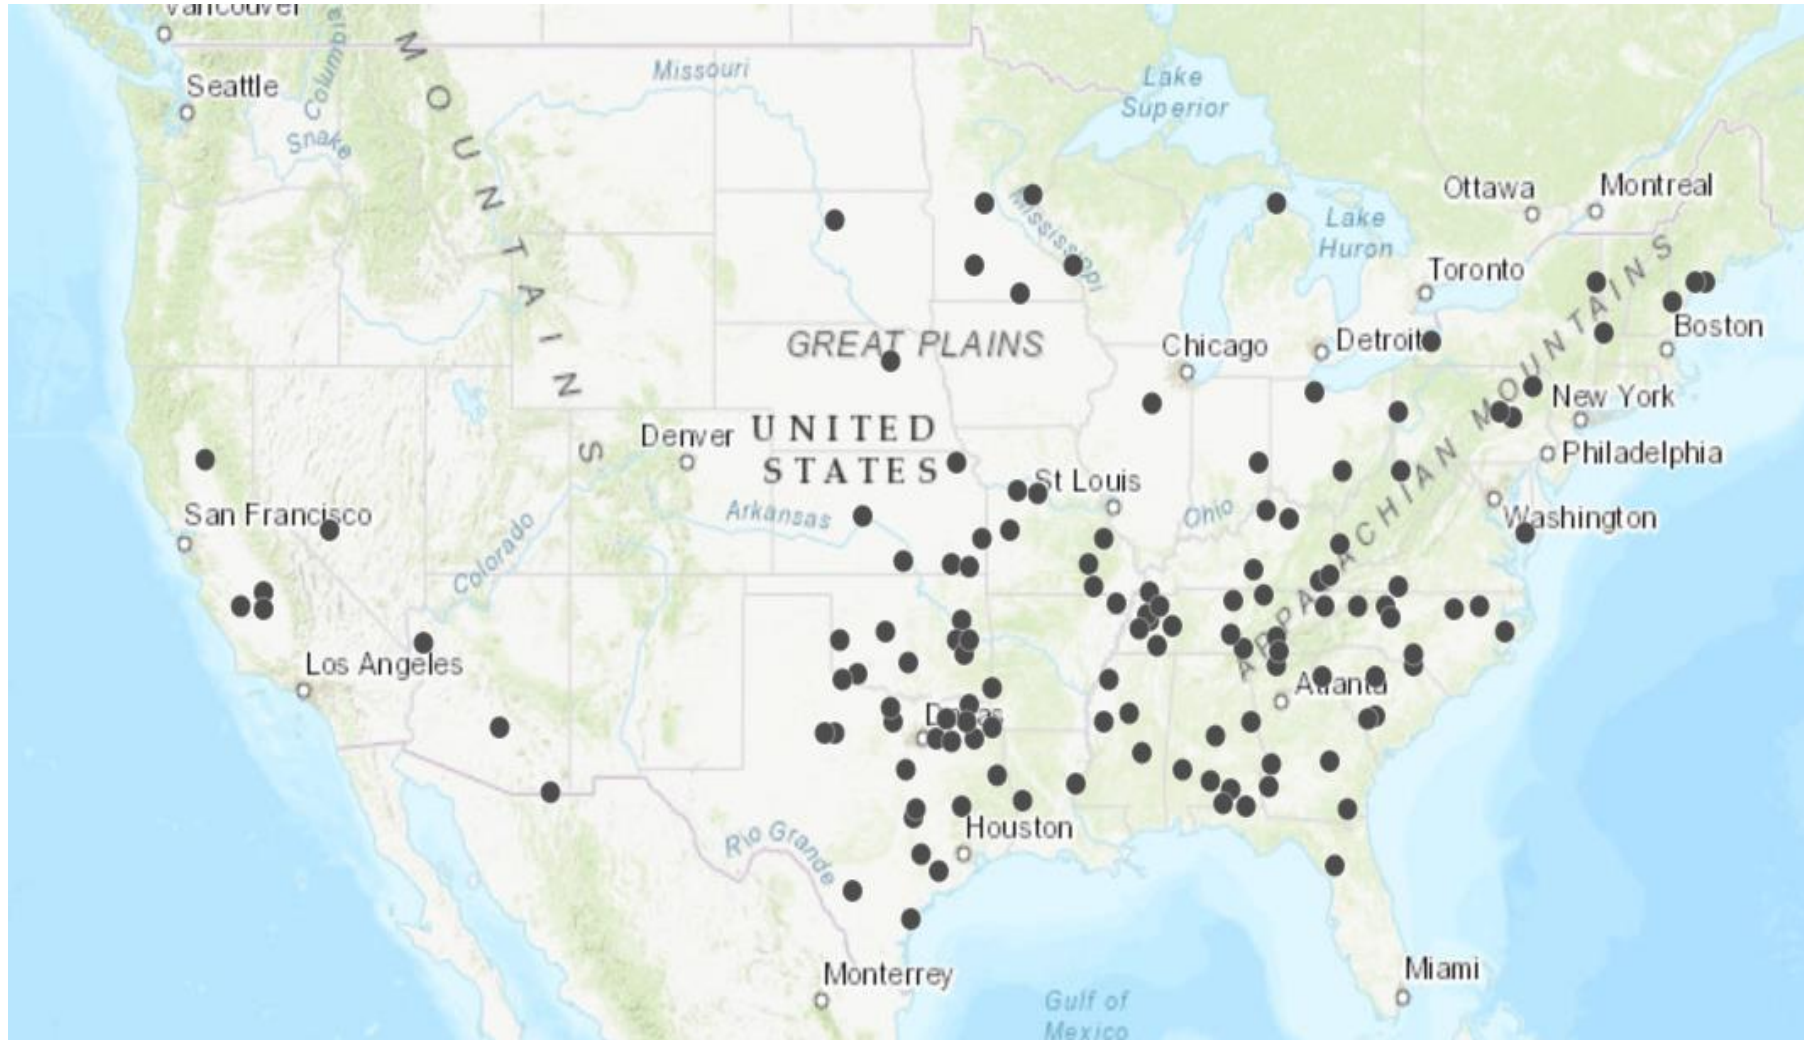 Vancouver
Seattle
Columbia
Snake
Missouri
MOUNTAINS
Lake
Superior
Mississippi
Ottawa
Montreal
Lake
Huron
Toronto
Boston
GREAT PLAINS
Chicago
Detroit
New York
Denver
UNITED
STATES
Philadelphia
St Louis
Arkansas
Ohio
Washington
San Francisco
Colorado
APPALACHIAN MOUNTAINS
Los Angeles
Atlanta
Dallas
Houston
Rio Grande
Monterrey
Miami
Gulf of
Mexico